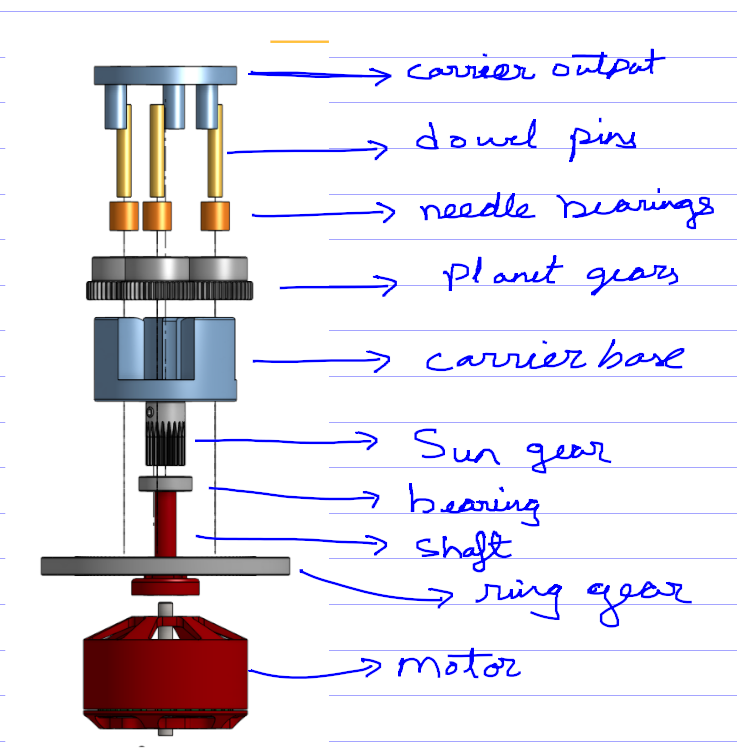 carrier output
dowel pins
needle bearings
planet gears
carrier base
Sun gear
bearing
shaft
ring gear
motor